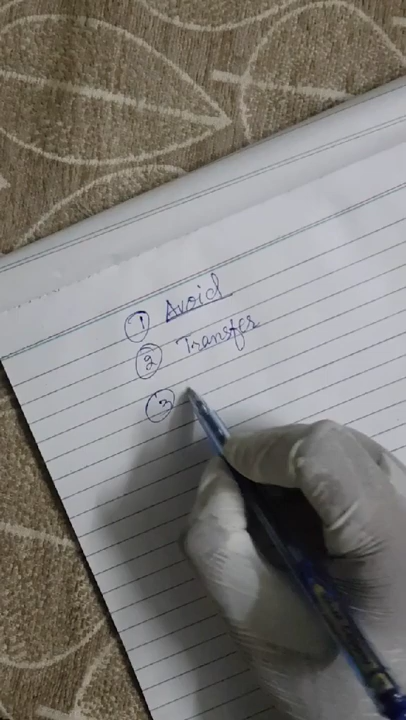 ① Avoid
② Transfer
③